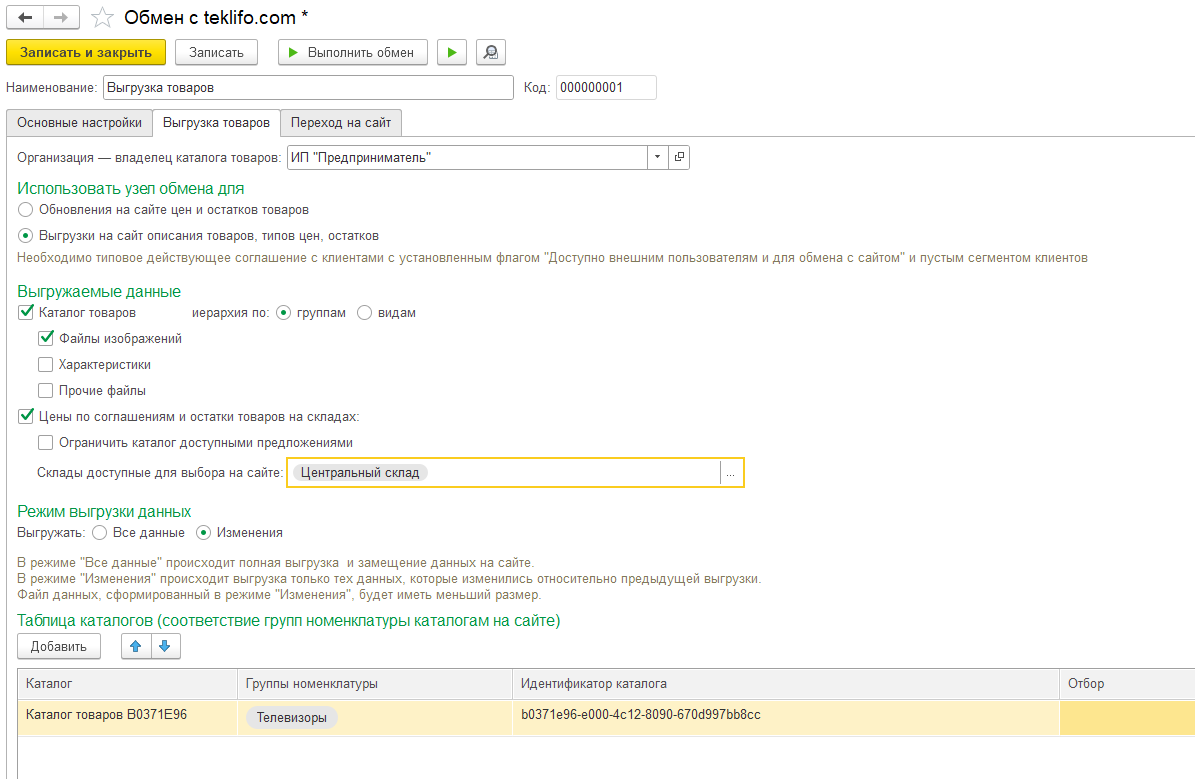 Обмен с teklifo.com *
Записать и закрыть Записать Выполнить обмен
Наименование: Выгрузка товаров Код: 000000001
Основные настройки Выгрузка товаров Переход на сайт
Организация — владелец каталога товаров: ИП "Предприниматель"
Использовать узел обмена для
Обновления на сайте цен и остатков товаров
Выгрузки на сайт описания товаров, типов цен, остатков
Необходимо типовое действующее соглашение с клиентами с установленным флагом "Доступно внешним пользователям и для обмена с сайтом" и пустым сегментом клиентов
Выгружаемые данные
Каталог товаров иерархия по: группам видам
Файлы изображений
Характеристики
Прочие файлы
Цены по соглашениям и остатки товаров на складах:
Ограничить каталог доступными предложениями
Склады доступные для выбора на сайте: Центральный склад ...
Режим выгрузки данных
Выгружать: Все данные Изменения
В режиме "Все данные" происходит полная выгрузка и замещение данных на сайте.
В режиме "Изменения" происходит выгрузка только тех данных, которые изменились относительно предыдущей выгрузки.
Файл данных, сформированный в режиме "Изменения", будет иметь меньший размер.
Таблица каталогов (соответствие групп номенклатуры каталогам на сайте)
Добавить
Каталог Группы номенклатуры Идентификатор каталога Отбор
Каталог товаров B0371E96 Телевизоры b0371e96-e000-4c12-8090-670d997bb8cc